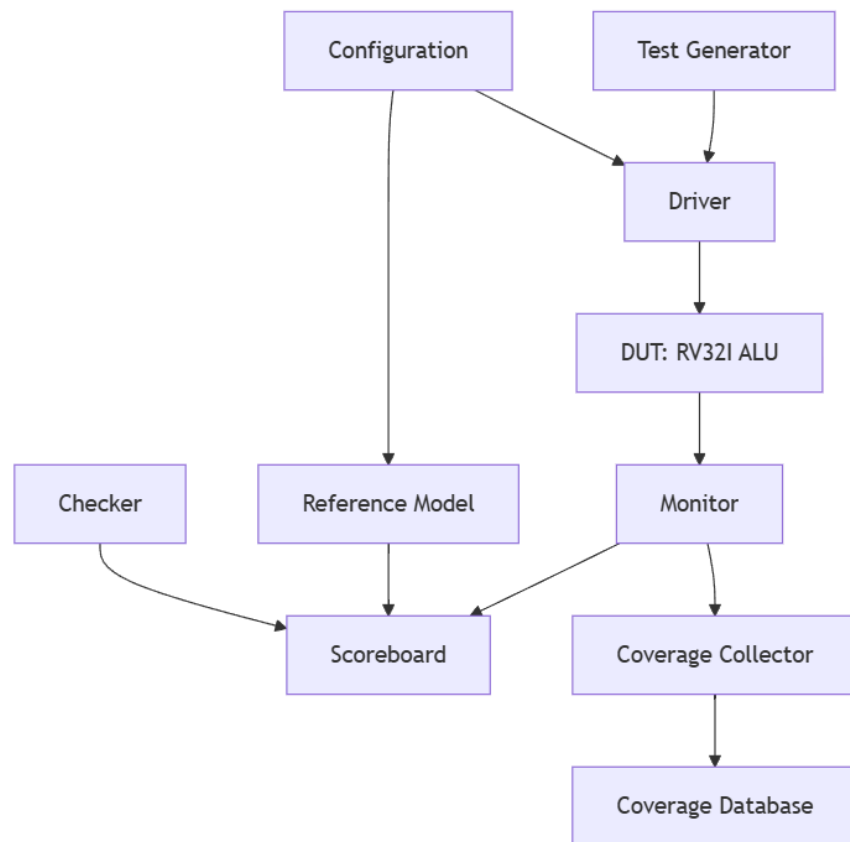 Configuration
Test Generator
Driver
DUT: RV32I ALU
Checker
Reference Model
Monitor
Scoreboard
Coverage Collector
Coverage Database